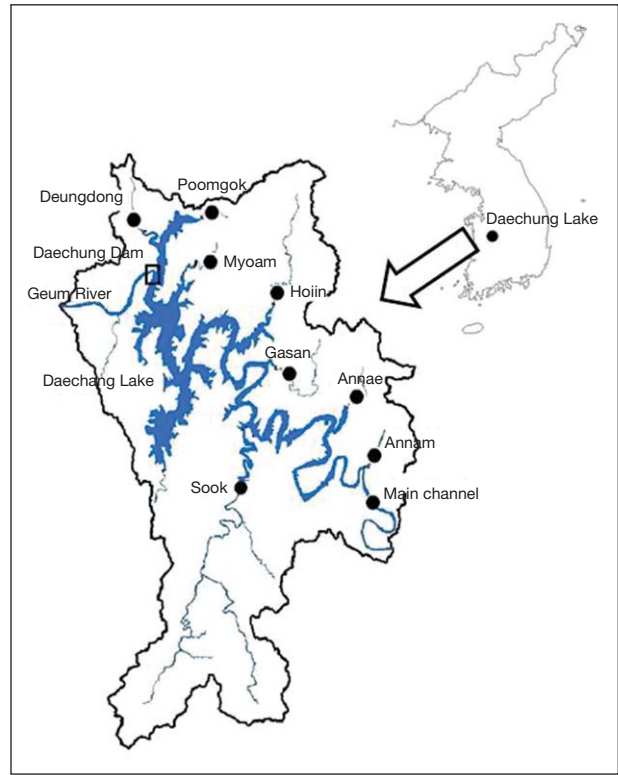 Poomgok
Deungdong
Daechung Lake
Daechung Dam
Myoam
Geum River
Hoiin
Gasan
Daechang Lake
Annae
Annam
Sook
Main channel